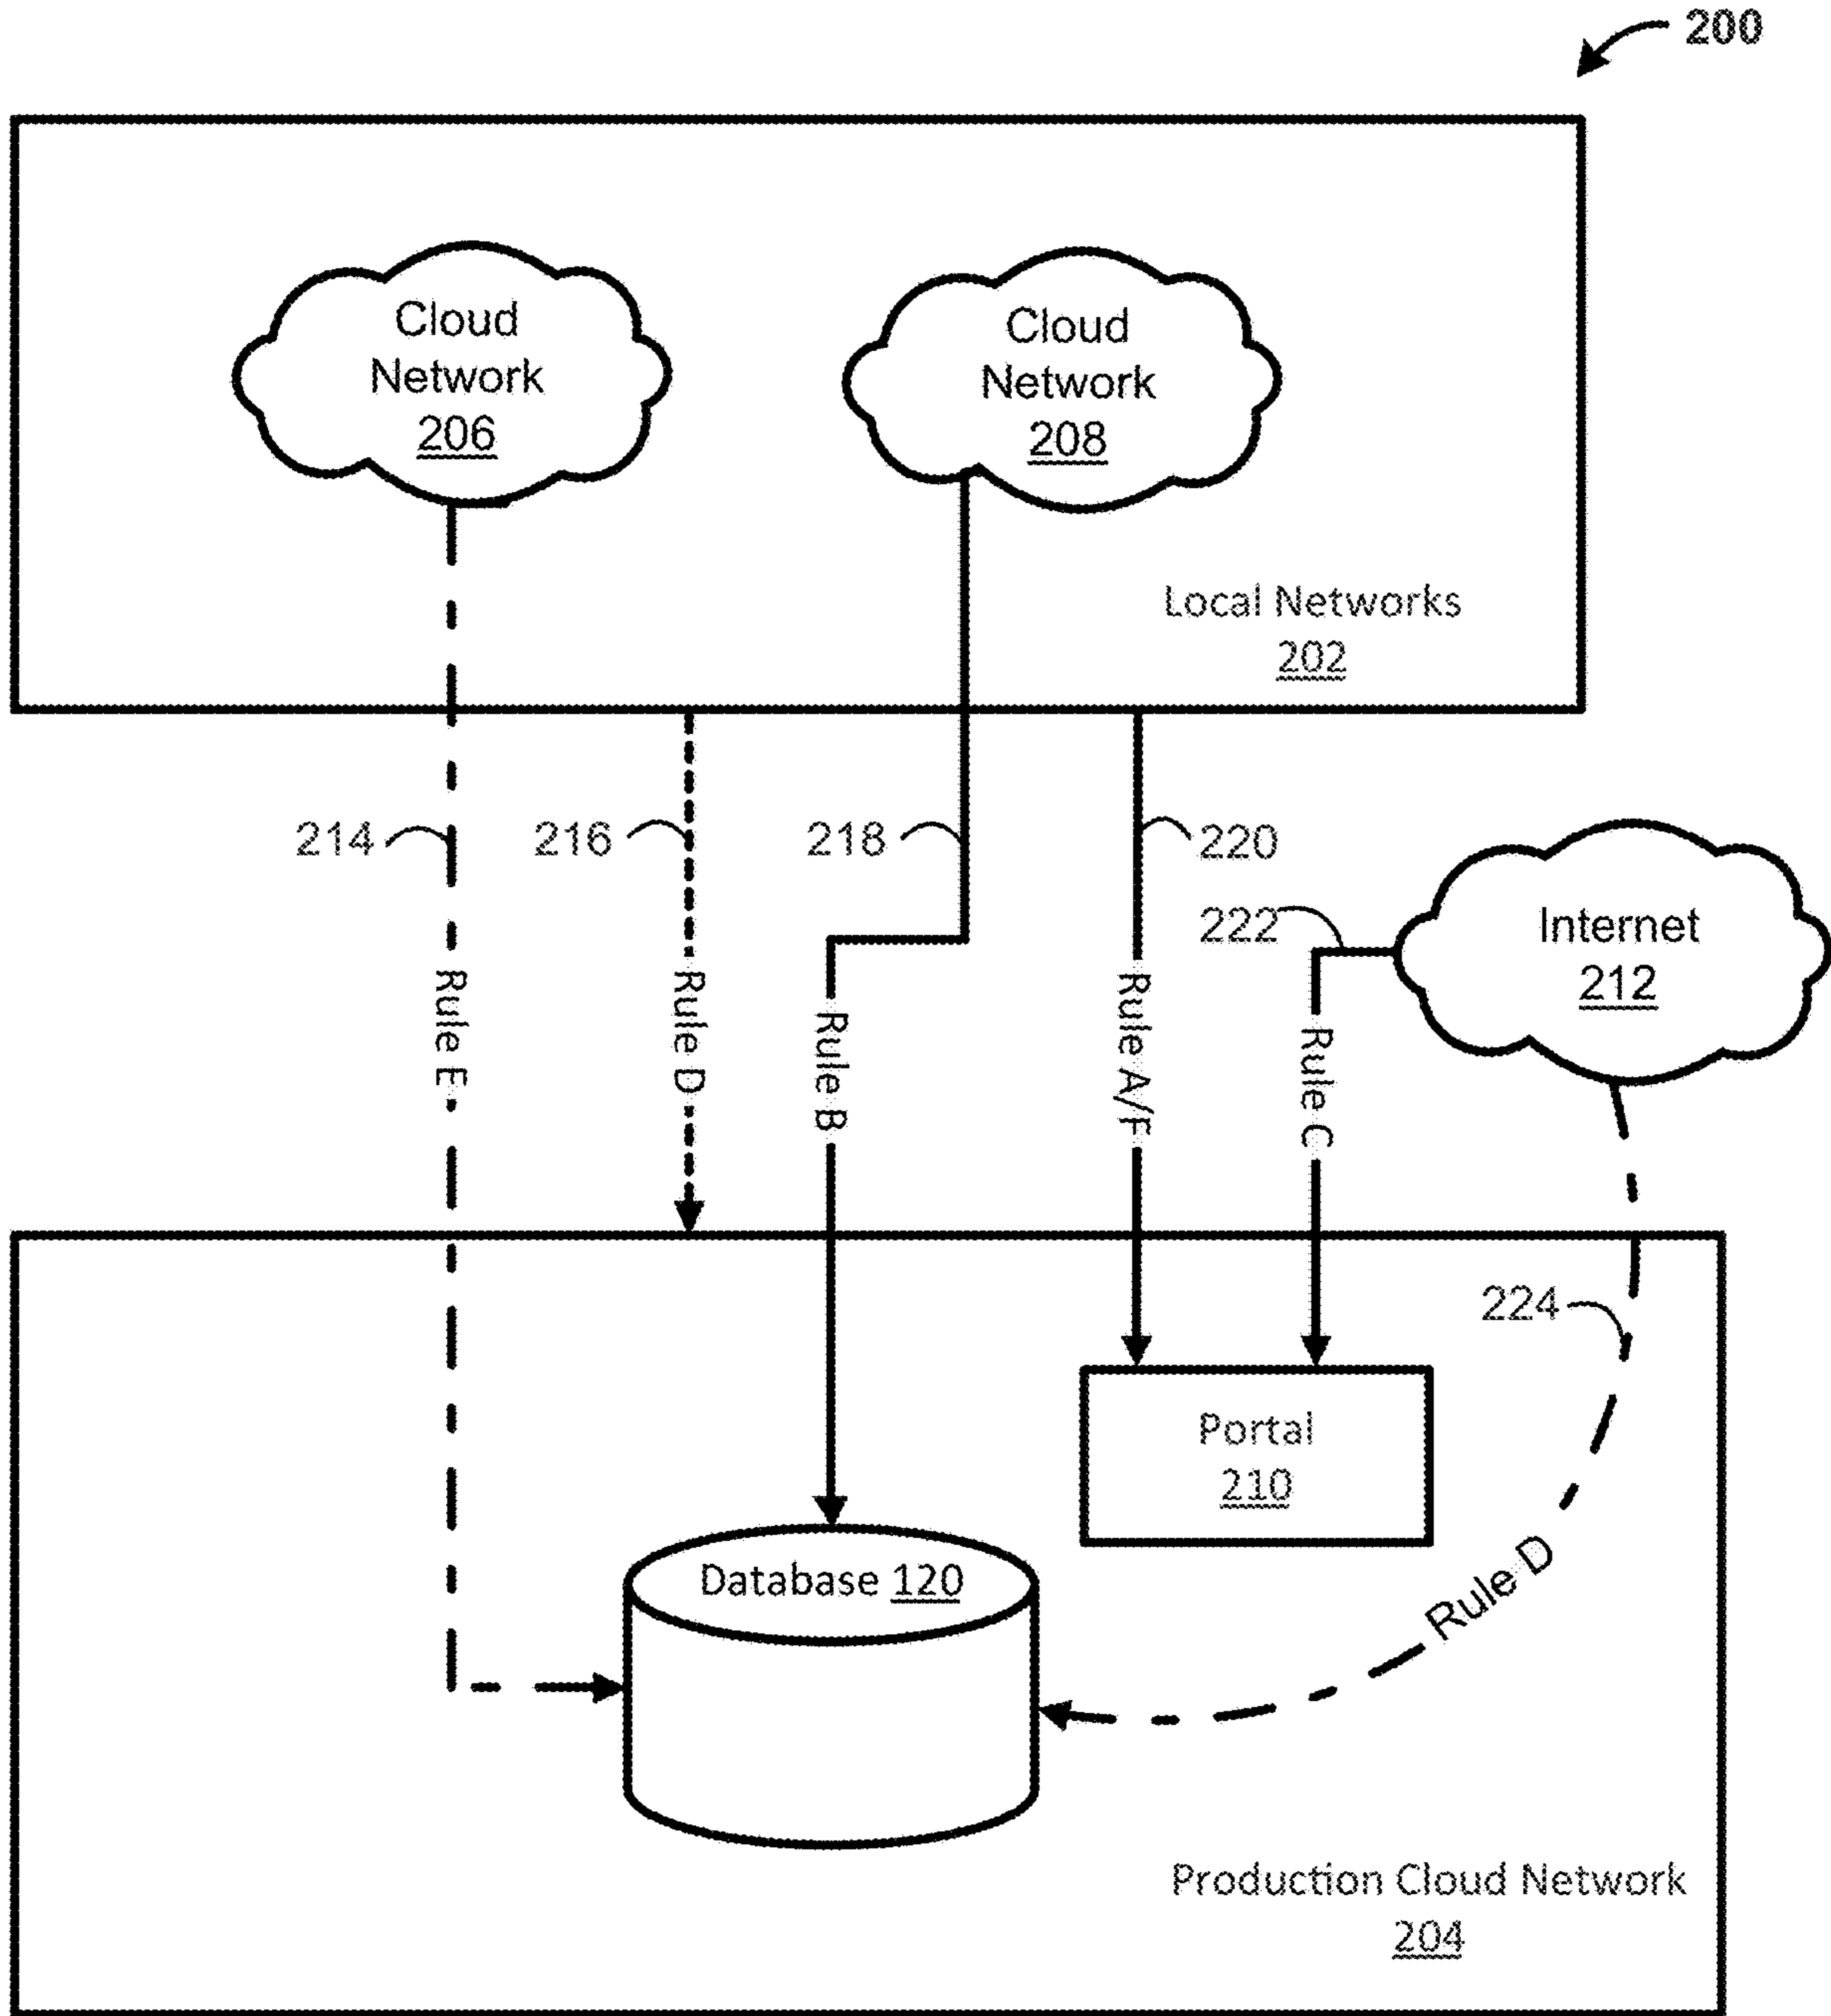 200
Cloud
Network
206
Cloud
Network
208
Local Networks
202
214
216
218
220
222
Internet
212
Rule E
Rule D
Rule B
Rule A/F
Rule C
224
Portal
210
Rule D
Database 120
Production Cloud Network
204